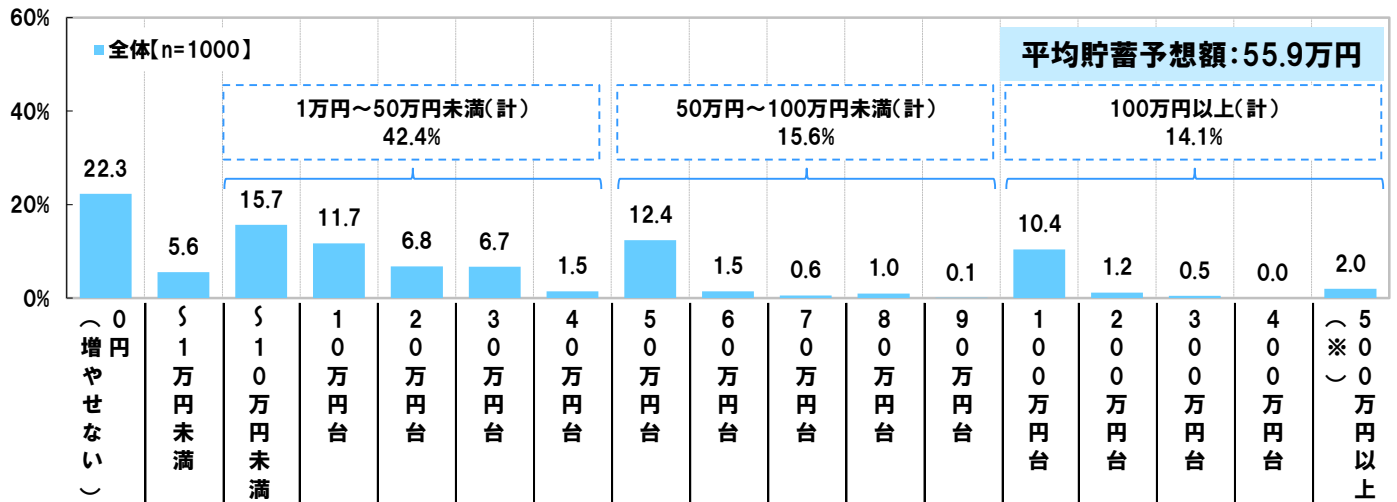 60%
全体【n=1000】
平均貯蓄予想額:55.9万円
1万円～50万円未満(計)
42.4%
50万円～100万円未満(計)
15.6%
100万円以上(計)
14.1%
40%
20%
0%
22.3
5.6
15.7
11.7
6.8
6.7
1.5
12.4
1.5
0.6
1.0
0.1
10.4
1.2
0.5
0.0
2.0
0円
(増やせない)
～1万円未満
～10万円未満
10万円台
20万円台
30万円台
40万円台
50万円台
60万円台
70万円台
80万円台
90万円台
100万円台
200万円台
300万円台
400万円台
500万円以上
(※)